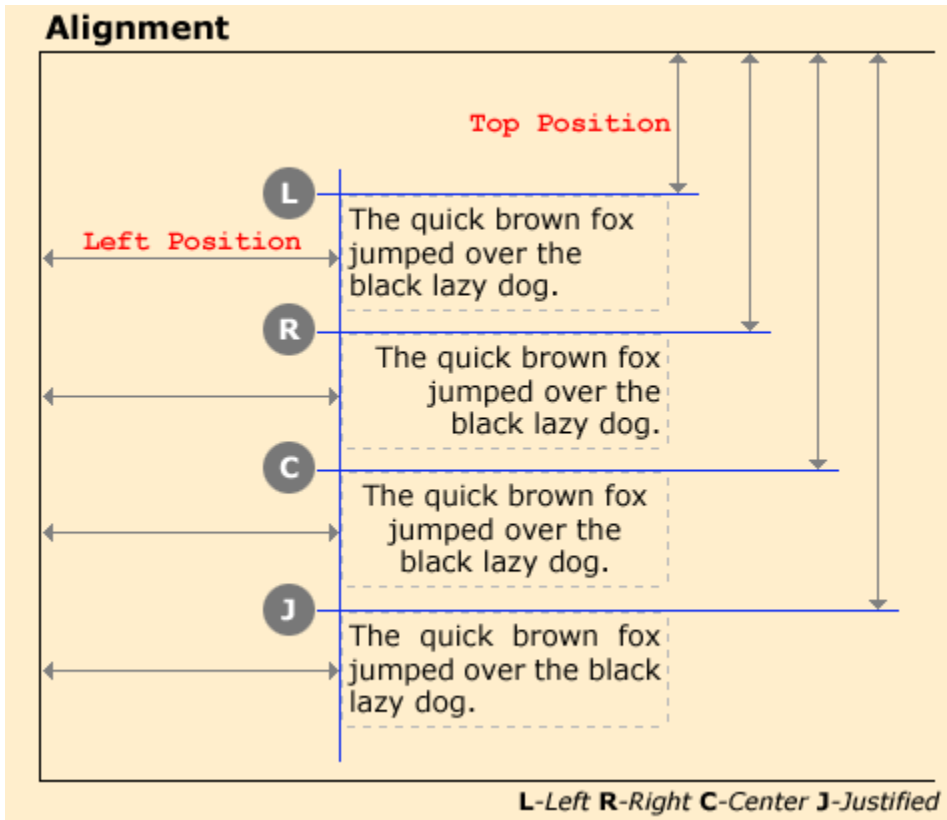 Alignment
Top Position
L
The quick brown fox
jumped over the
black lazy dog.
Left Position
R
The quick brown fox
jumped over the
black lazy dog.
C
The quick brown fox
jumped over the
black lazy dog.
J
The quick brown fox
jumped over the black
lazy dog.
L-Left R-Right C-Center J-Justified